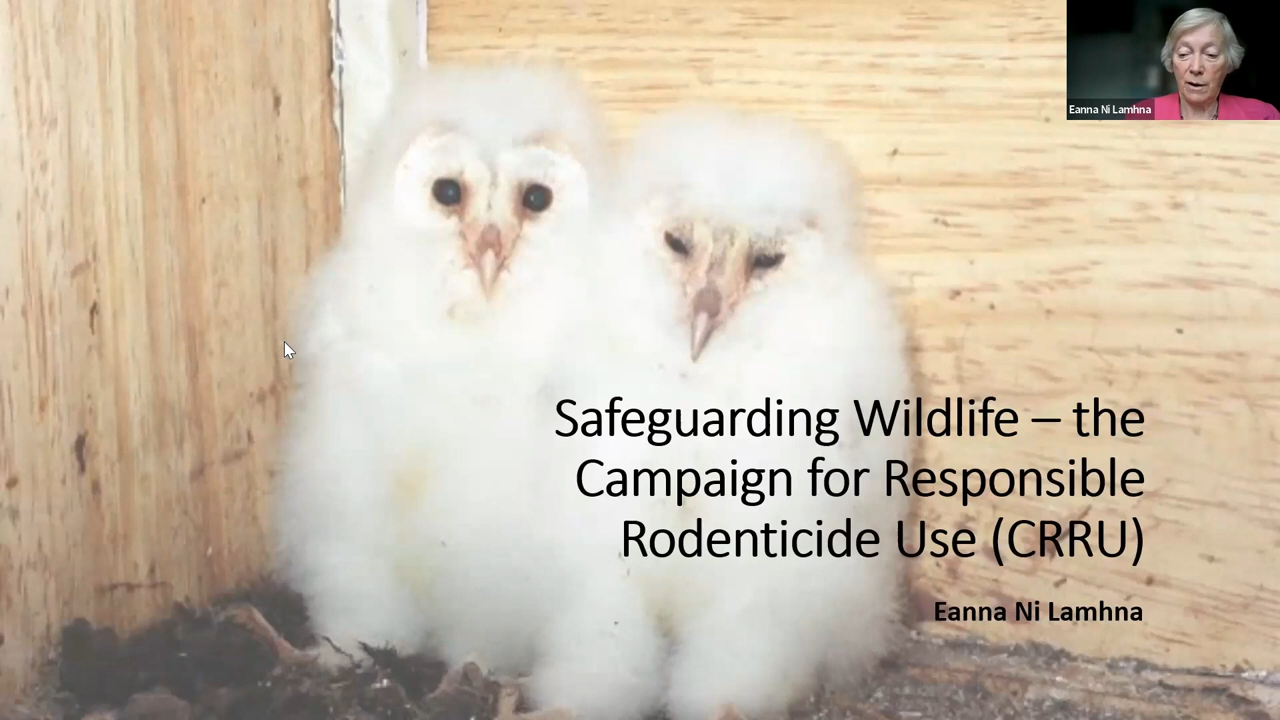 Eanna Ni Lamhna
Safeguarding Wildlife – the
Campaign for Responsible
Rodenticide Use (CRRU)
Eanna Ni Lamhna